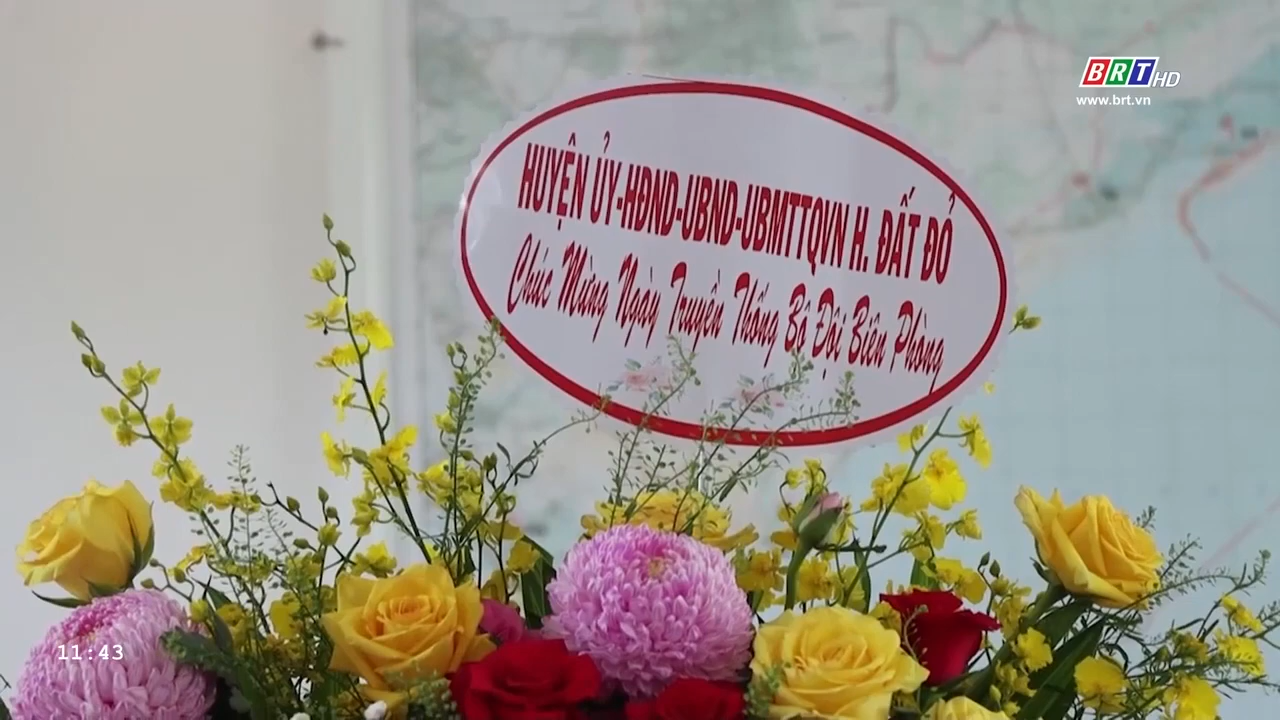 BRT HD
www.brt.vn
HUYỆN ỦY-HĐND-UBND-UBMTTQVN H. ĐẤT ĐỎ
Chúc Mừng Ngày Truyền Thống Bộ Đội Biên Phòng
11:43